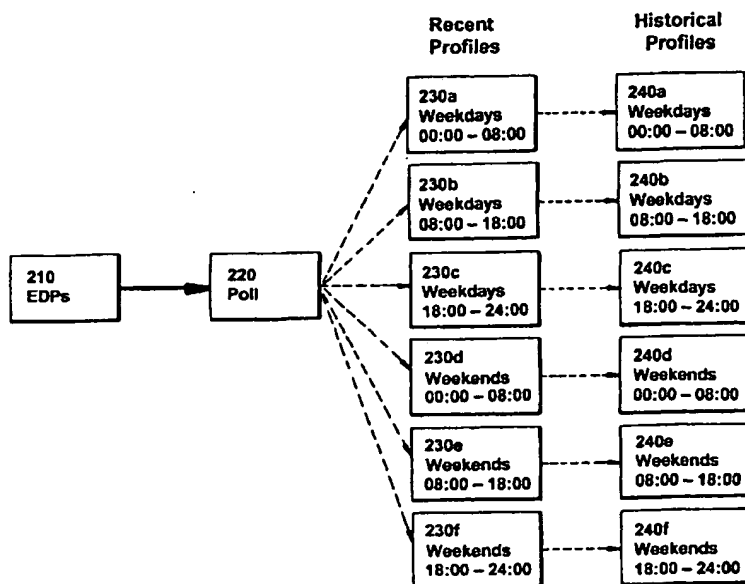 Recent
Profiles
Historical
Profiles
230a
Weekdays
00:00 – 08:00
240a
Weekdays
00:00 – 08:00
230b
Weekdays
08:00 – 18:00
240b
Weekdays
08:00 – 18:00
210
EDPs
220
Poll
230c
Weekdays
18:00 – 24:00
240c
Weekdays
18:00 – 24:00
230d
Weekends
00:00 – 08:00
240d
Weekends
00:00 – 08:00
230e
Weekends
08:00 – 18:00
240e
Weekends
08:00 – 18:00
230f
Weekends
18:00 – 24:00
240f
Weekends
18:00 – 24:00